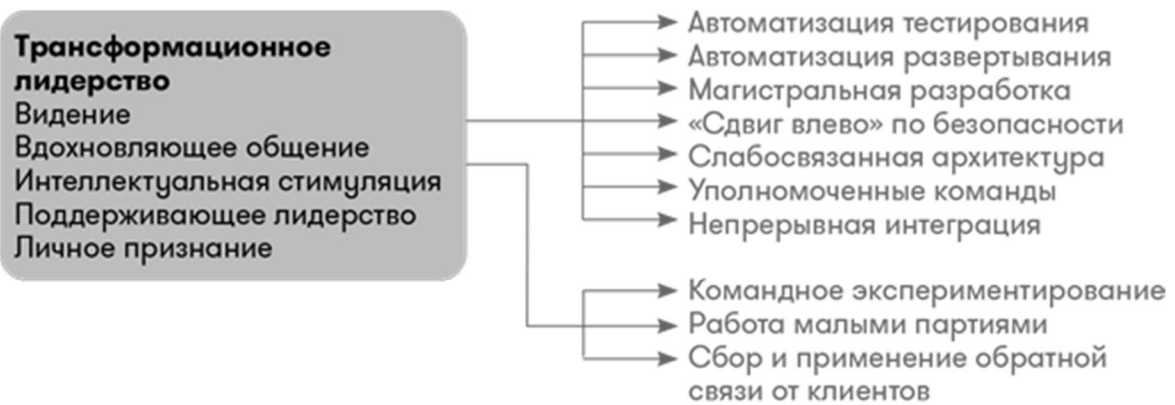 Трансформационное
лидерство
Видение
Вдохновляющее общение
Интеллектуальная стимуляция
Поддерживающее лидерство
Личное признание
Автоматизация тестирования
Автоматизация развертывания
Магистральная разработка
«Сдвиг влево» по безопасности
Слабосвязанная архитектура
Уполномоченные команды
Непрерывная интеграция
Командное экспериментирование
Работа малыми партиями
Сбор и применение обратной
связи от клиентов